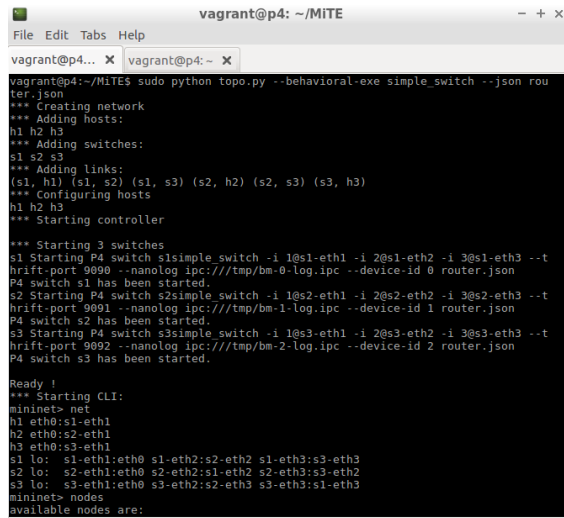 vagrant@p4: ~/MiTE
File Edit Tabs Help
vagrant@p4... vagrant@p4: ~
vagrant@p4:~/MiTE$ sudo python topo.py --behavioral-exe simple_switch --json rou
ter.json
*** Creating network
*** Adding hosts:
h1 h2 h3
*** Adding switches:
s1 s2 s3
*** Adding links:
(s1, h1) (s1, s2) (s1, s3) (s2, h2) (s2, s3) (s3, h3)
*** Configuring hosts
h1 h2 h3
*** Starting controller

*** Starting 3 switches
s1 Starting P4 switch s1simple_switch -i 1@s1-eth1 -i 2@s1-eth2 -i 3@s1-eth3 --t
hrift-port 9090 --nanolog ipc:///tmp/bm-0-log.ipc --device-id 0 router.json
P4 switch s1 has been started.
s2 Starting P4 switch s2simple_switch -i 1@s2-eth1 -i 2@s2-eth2 -i 3@s2-eth3 --t
hrift-port 9091 --nanolog ipc:///tmp/bm-1-log.ipc --device-id 1 router.json
P4 switch s2 has been started.
s3 Starting P4 switch s3simple_switch -i 1@s3-eth1 -i 2@s3-eth2 -i 3@s3-eth3 --t
hrift-port 9092 --nanolog ipc:///tmp/bm-2-log.ipc --device-id 2 router.json
P4 switch s3 has been started.

Ready !
*** Starting CLI:
mininet> net
h1 eth0:s1-eth1
h2 eth0:s2-eth1
h3 eth0:s3-eth1
s1 lo:  s1-eth1:eth0 s1-eth2:s2-eth2 s1-eth3:s3-eth3
s2 lo:  s2-eth1:eth0 s2-eth2:s1-eth2 s2-eth3:s3-eth2
s3 lo:  s3-eth1:eth0 s3-eth2:s2-eth3 s3-eth3:s1-eth3
mininet> nodes
available nodes are: